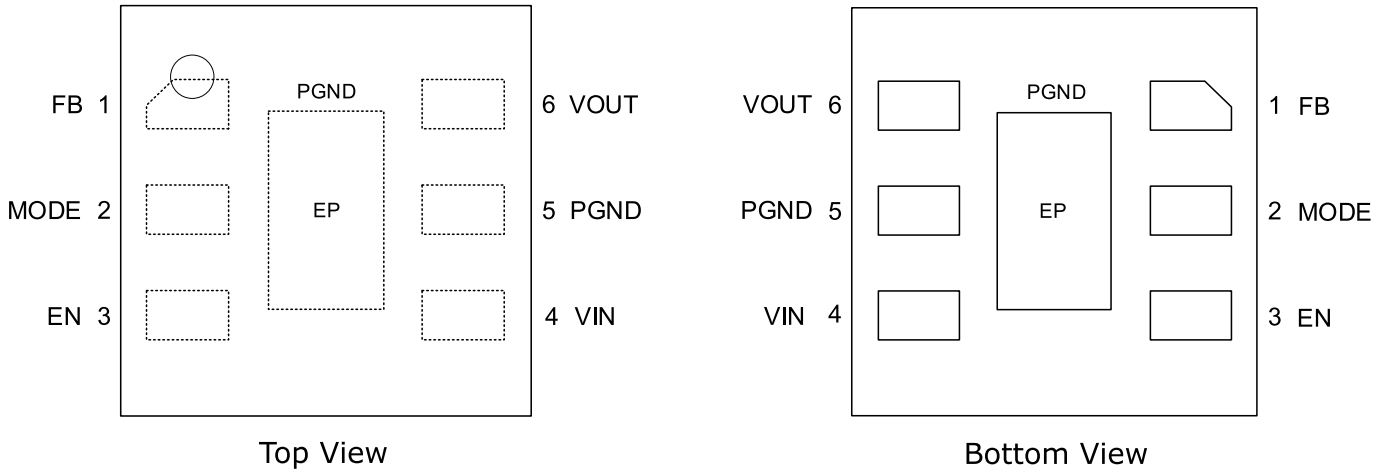 FB 1
PGND
6 VOUT
MODE 2
EP
5 PGND
EN 3
4 VIN
Top View
VOUT 6
PGND
1 FB
PGND 5
EP
2 MODE
VIN 4
3 EN
Bottom View